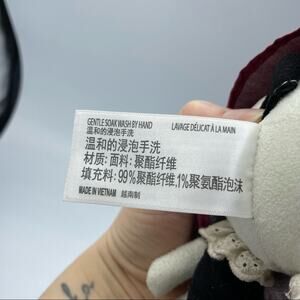 GENTLE SOAK WASH BY HAND LAVAGE DÉLICAT À LA MAIN
温和的浸泡手洗
温和的浸泡手洗
材质: 面料: 聚酯纤维
填充料: 99%聚酯纤维,1%聚氨酯泡沫
MADE IN VIETNAM 越南制